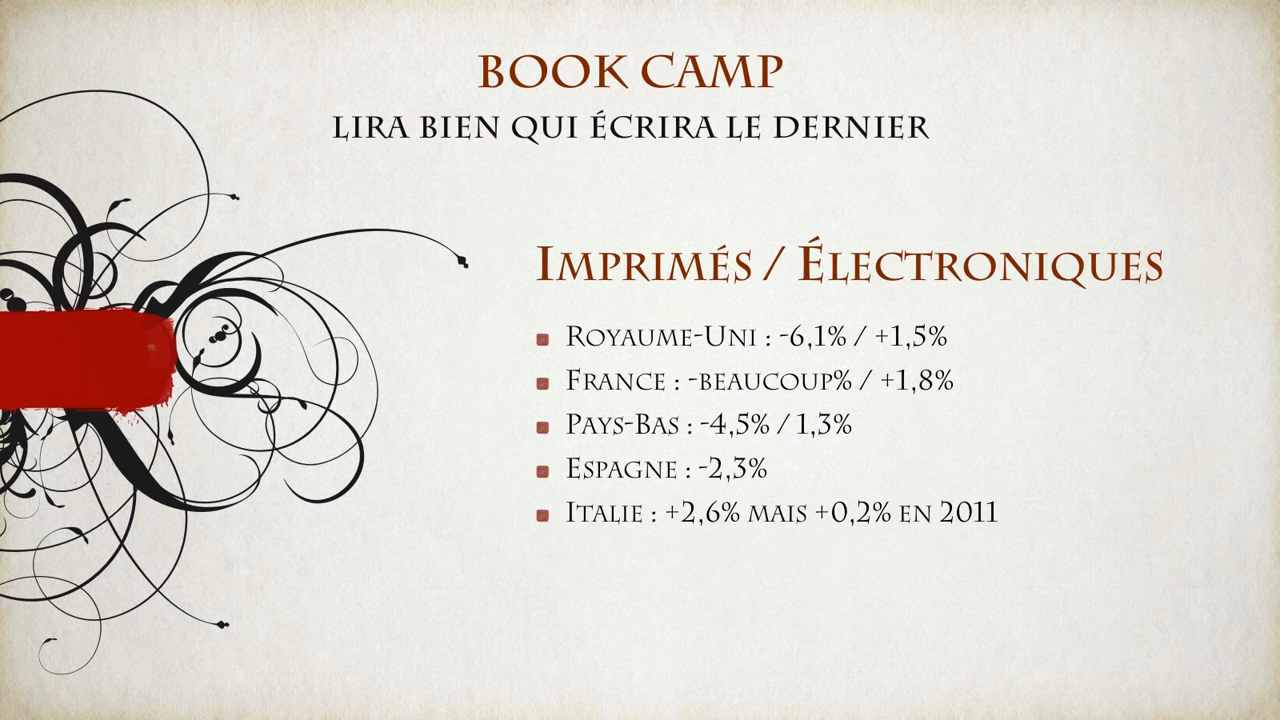 BOOK CAMP
LIRA BIEN QUI ÉCRIRA LE DERNIER
Imprimés / Électroniques
Royaume-Uni : -6,1% / +1,5%
France : -beaucoup% / +1,8%
Pays-Bas : -4,5% / 1,3%
Espagne : -2,3%
Italie : +2,6% mais +0,2% en 2011